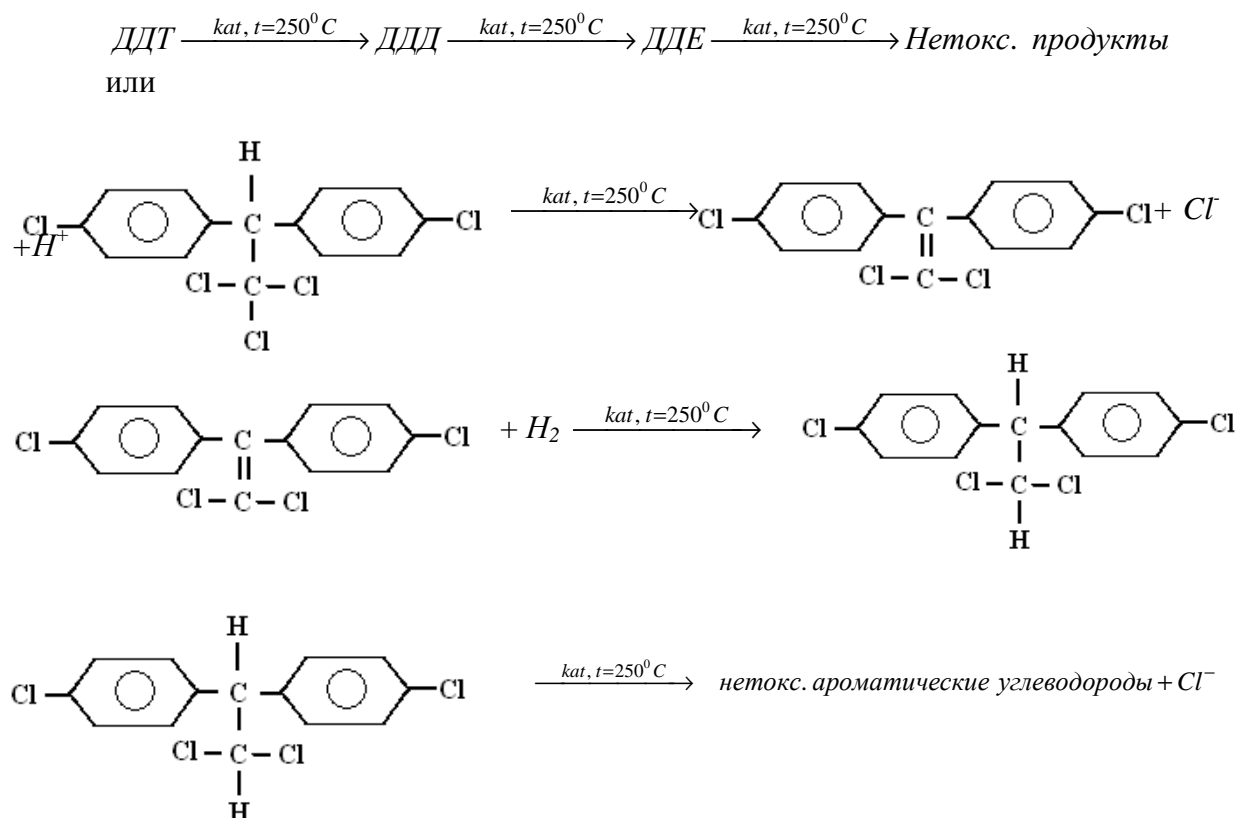 ДДТ kat, t=250⁰C → ДДД kat, t=250⁰C → ДДЕ kat, t=250⁰C → Нетокс. продукты
или
H
Cl C Cl kat, t=250⁰C → Cl C Cl + Cl⁻
+H⁺
Cl – C – Cl Cl – C – Cl
Cl
H
Cl C Cl + H₂ kat, t=250⁰C → Cl C Cl
Cl – C – Cl Cl – C – Cl
H
H
Cl C Cl kat, t=250⁰C → нетокс. ароматические углеводороды + Cl⁻
Cl – C – Cl
H